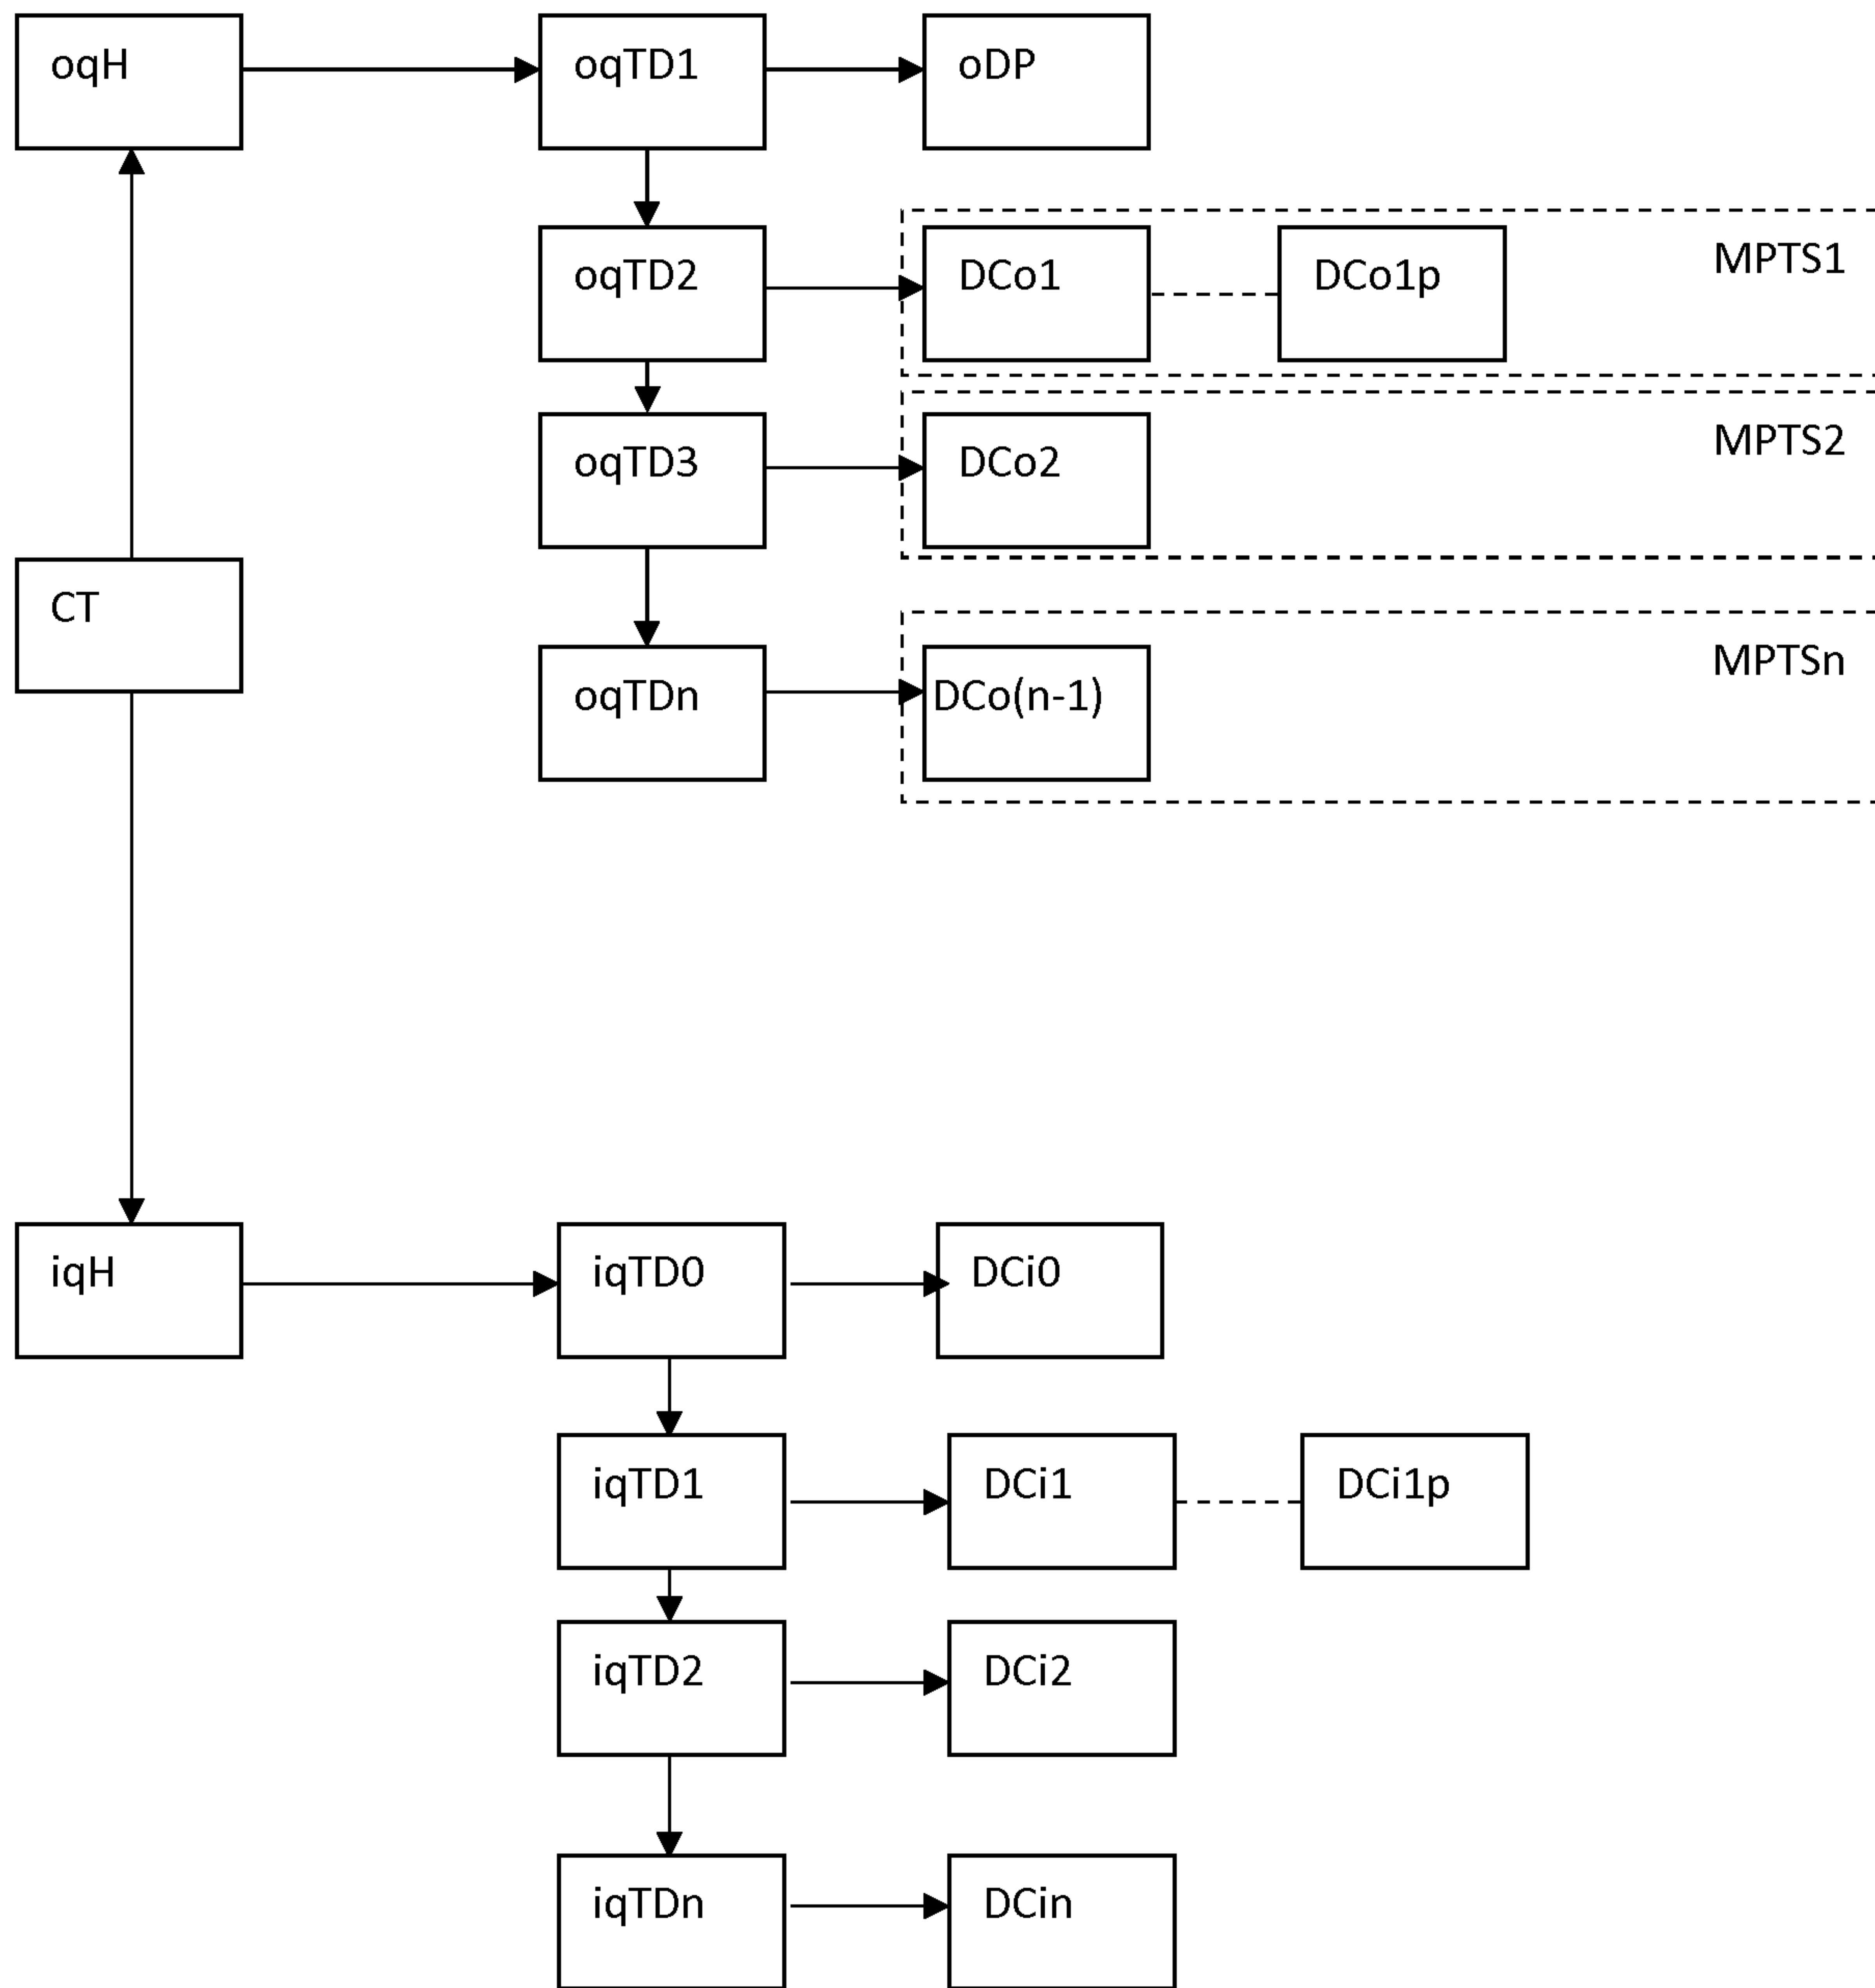 oqH
oqTD1
oDP
oqTD2
DCo1
DCo1p
MPTS1
oqTD3
DCo2
MPTS2
CT
oqTDn
DCo(n-1)
MPTSn
iqH
iqTD0
DCi0
iqTD1
DCi1
DCi1p
iqTD2
DCi2
iqTDn
DCin